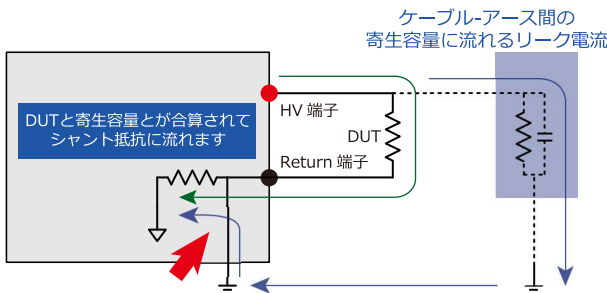 ケーブル-アース間の
寄生容量に流れるリーク電流
DUTと寄生容量とが合算されて
シャント抵抗に流れます
HV 端子
DUT
Return 端子